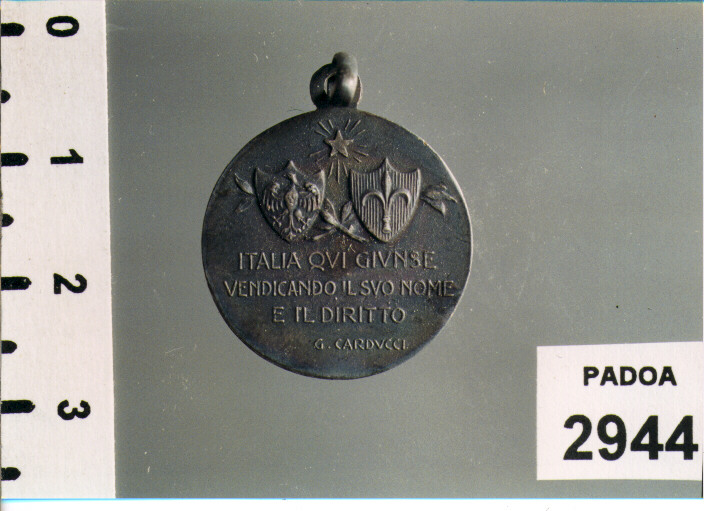 0
1
2
3
ITALIA QVI GIVNSE
VENDICANDO IL SVO NOME
E IL DIRITTO
G. CARDVCCI
PADOA
2944